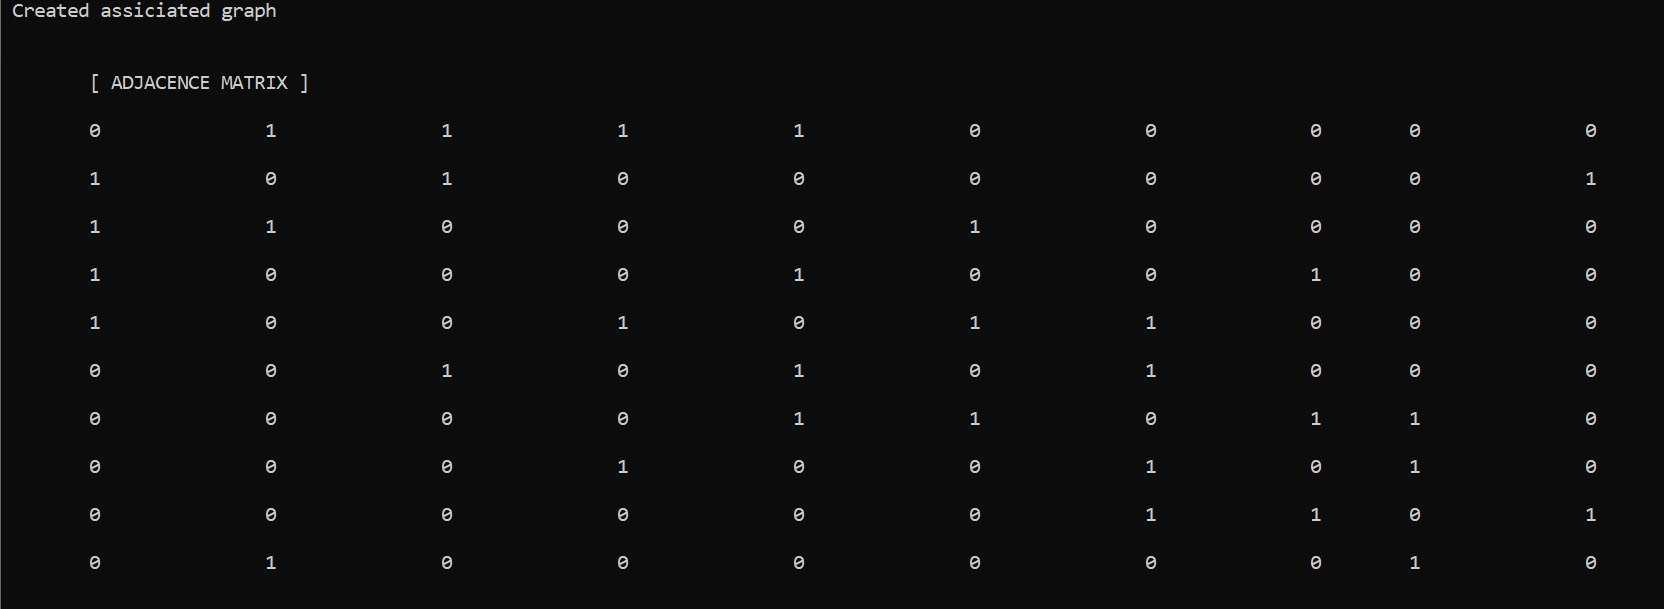 Created assiciated graph
[ ADJACENCE MATRIX ]
0 1 1 1 1 0 0 0 0 0
1 0 1 0 0 0 0 0 0 1
1 1 0 0 0 1 0 0 0 0
1 0 0 0 1 0 0 1 0 0
1 0 0 1 0 1 1 0 0 0
0 0 1 0 1 0 1 0 0 0
0 0 0 0 1 1 0 1 1 0
0 0 0 1 0 0 1 0 1 0
0 0 0 0 0 0 1 1 0 1
0 1 0 0 0 0 0 0 1 0